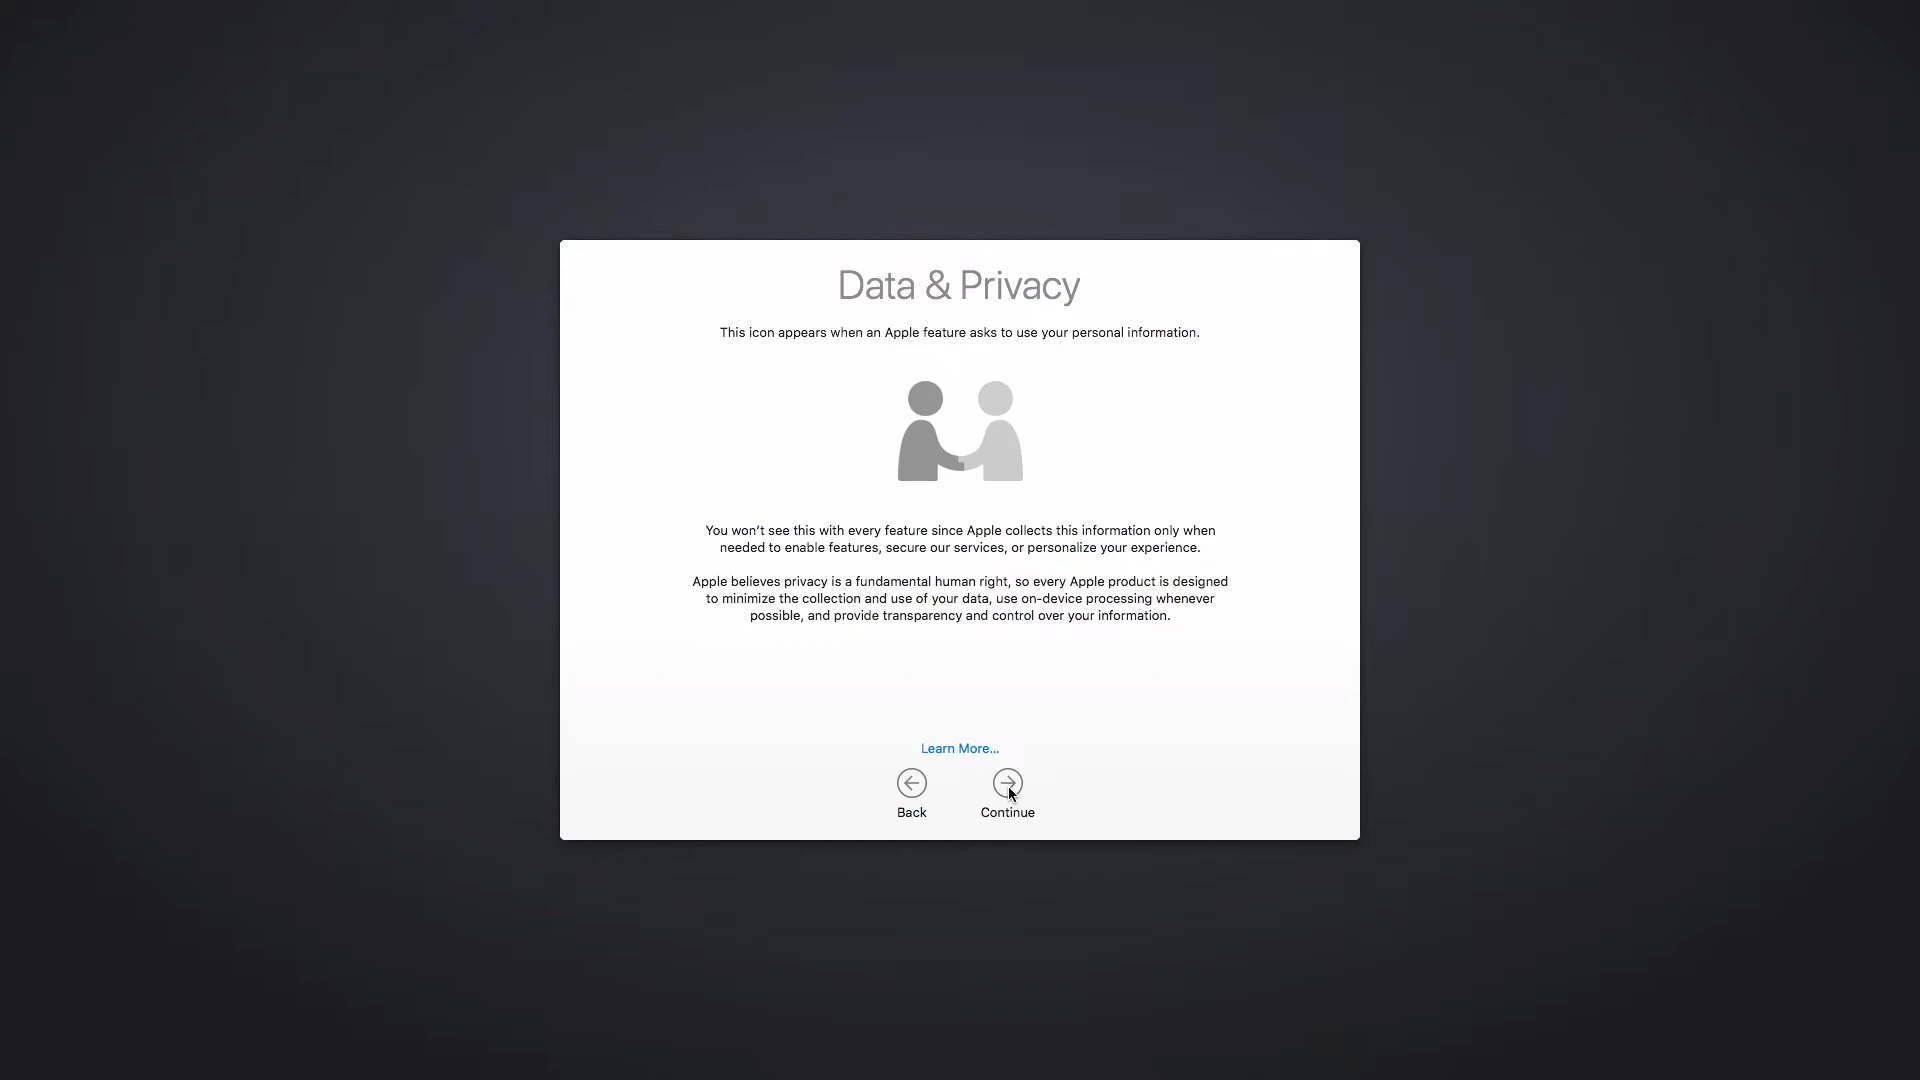 Data & Privacy
This icon appears when an Apple feature asks to use your personal information.
You won’t see this with every feature since Apple collects this information only when
needed to enable features, secure our services, or personalize your experience.
Apple believes privacy is a fundamental human right, so every Apple product is designed
to minimize the collection and use of your data, use on-device processing whenever
possible, and provide transparency and control over your information.
Learn More...
Back
Continue